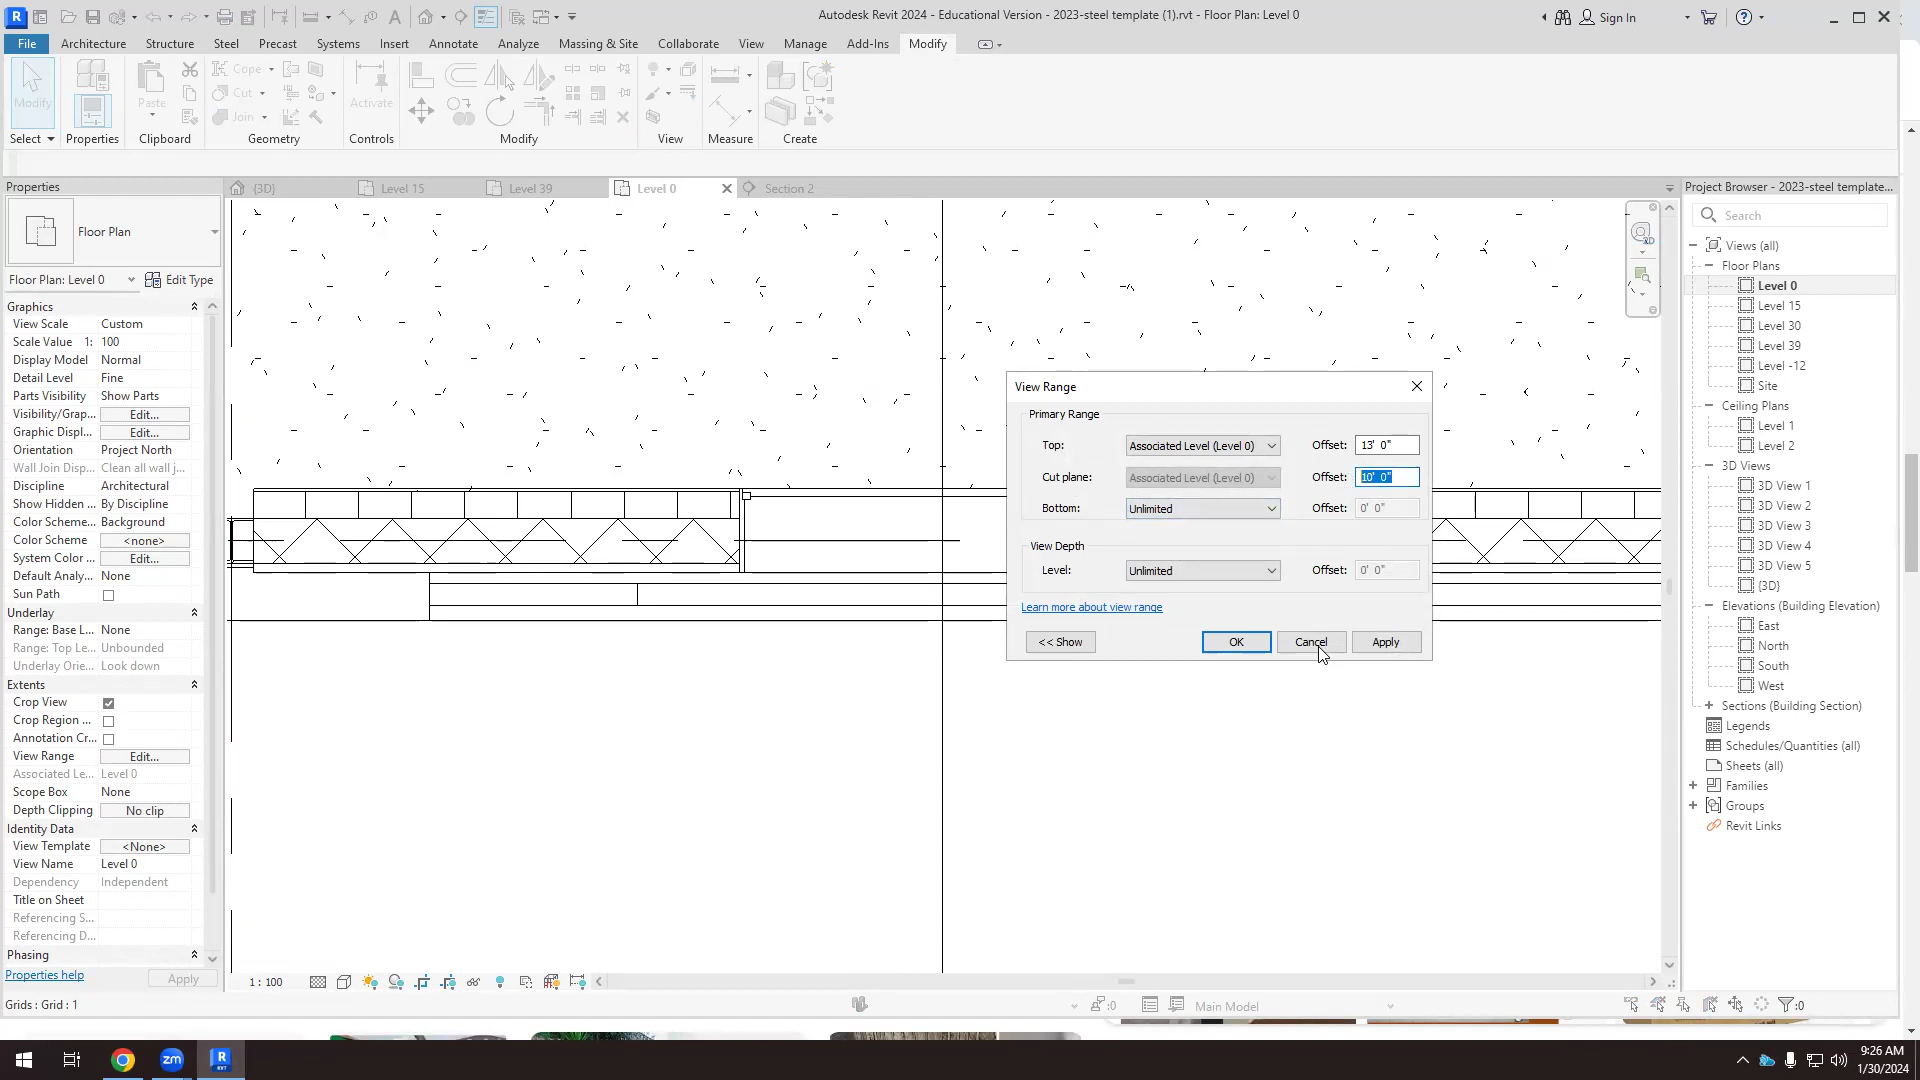 Autodesk Revit 2024 - Educational Version - 2023-steel template (1).rvt - Floor Plan: Level 0
Sign In
File Architecture Structure Steel Precast Systems Insert Annotate Analyze Massing & Site Collaborate View Manage Add-Ins Modify
Modify Paste Cope Cut Join Activate
Select Properties Clipboard Geometry Controls Modify View Measure Create
Properties
{3D} Level 15 Level 39 Level 0 Section 2
Project Browser - 2023-steel template...
Floor Plan
Floor Plan: Level 0 Edit Type
Graphics
View Scale Custom
Scale Value 1: 100
Display Model Normal
Detail Level Fine
Parts Visibility Show Parts
Visibility/Grap... Edit...
Graphic Displ... Edit...
Orientation Project North
Wall Join Disp... Clean all wall j...
Discipline Architectural
Show Hidden ... By Discipline
Color Scheme... Background
Color Scheme <none>
System Color ... Edit...
Default Analy... None
Sun Path
Underlay
Range: Base L... None
Range: Top Le... Unbounded
Underlay Orie... Look down
Extents
Crop View
Crop Region ...
Annotation Cr...
View Range Edit...
Associated Le... Level 0
Scope Box None
Depth Clipping No clip
Identity Data
View Template <None>
View Name Level 0
Dependency Independent
Title on Sheet
Referencing S...
Referencing D...
Phasing
Properties help Apply
View Range
Primary Range
Top: Associated Level (Level 0) Offset: 13' 0"
Cut plane: Associated Level (Level 0) Offset: 10' 0"
Bottom: Unlimited Offset: 0' 0"
View Depth
Level: Unlimited Offset: 0' 0"
Learn more about view range
<< Show OK Cancel Apply
Search
Views (all)
Floor Plans
Level 0
Level 15
Level 30
Level 39
Level -12
Site
Ceiling Plans
Level 1
Level 2
3D Views
3D View 1
3D View 2
3D View 3
3D View 4
3D View 5
{3D}
Elevations (Building Elevation)
East
North
South
West
Sections (Building Section)
Legends
Schedules/Quantities (all)
Sheets (all)
Families
Groups
Revit Links
1 : 100
Grids : Grid : 1
:0 Main Model :0
zm
R
RVT
9:26 AM
1/30/2024